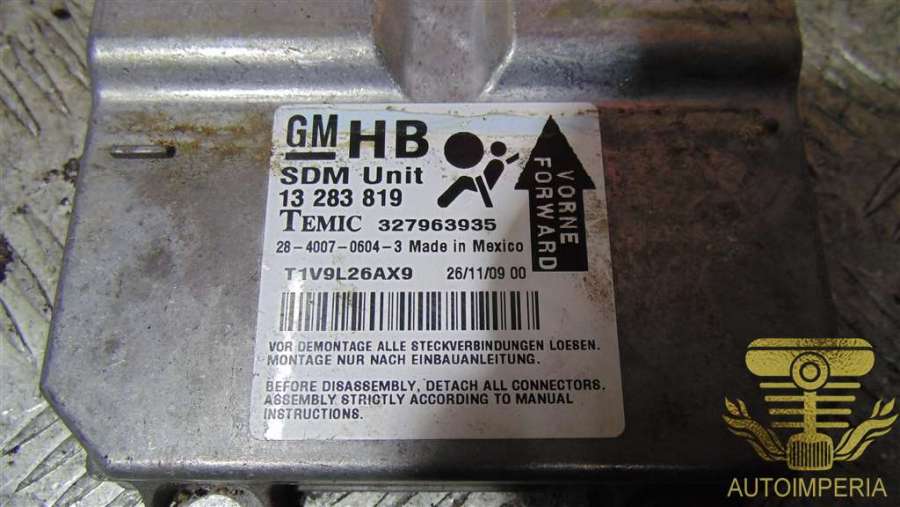 GM HB
SDM Unit
13 283 819
TEMIC 327963935
28-4007-0604-3 Made in Mexico
T1V9L26AX9 26/11/09 00
VORNE
FORWARD
VOR DEMONTAGE ALLE STECKVERBINDUNGEN LOESEN.
MONTAGE NUR NACH EINBAUANLEITUNG.
BEFORE DISASSEMBLY, DETACH ALL CONNECTORS.
ASSEMBLY STRICTLY ACCORDING TO MANUAL
INSTRUCTIONS.
AUTOIMPERIA